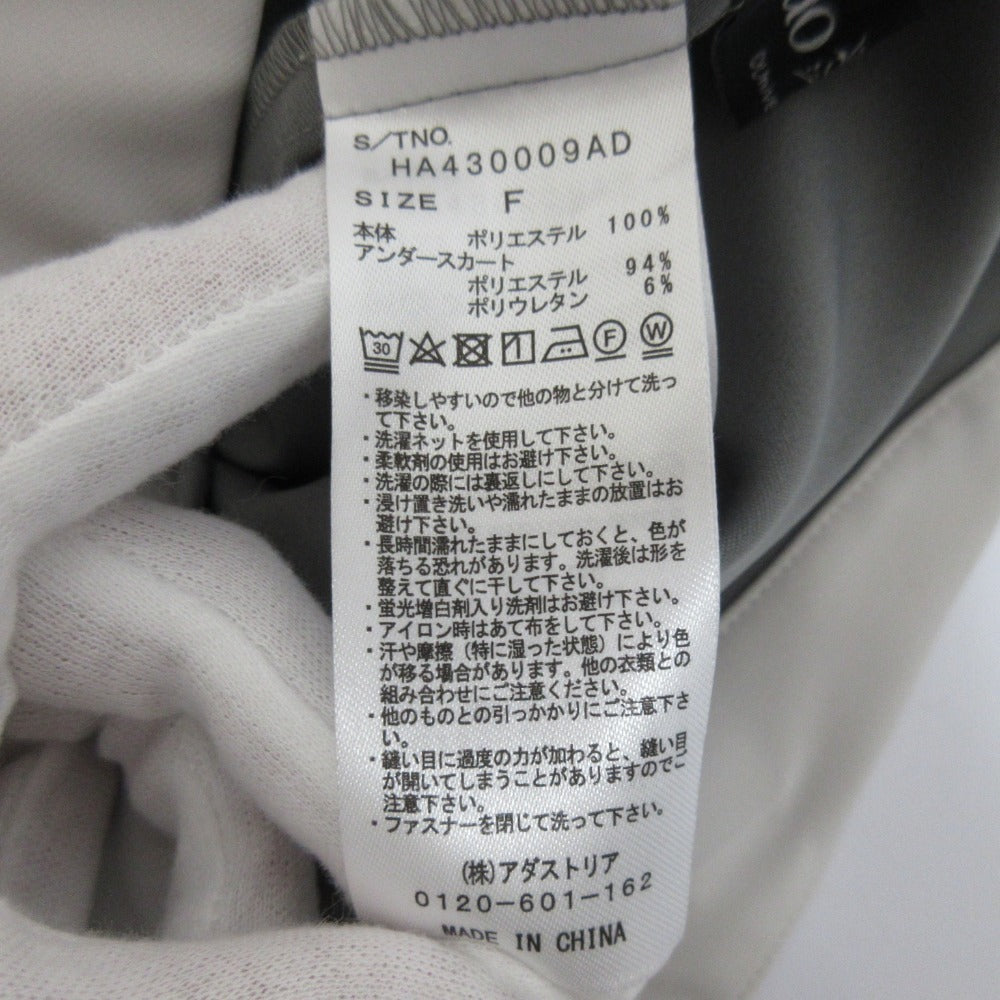 S/TNO.
HA430009AD
SIZE F
本体 ポリエステル 100%
アンダースカート
ポリエステル 94%
ポリウレタン 6%
30 F W
・移染しやすいので他の物と分けて洗っ
て下さい。
・洗濯ネットを使用して下さい。
・柔軟剤の使用はお避け下さい。
・洗濯の際には裏返しにして下さい。
・浸け置き洗いや濡れたままの放置はお
避け下さい。
・長時間濡れたままにしておくと、色が
落ちる恐れがあります。洗濯後は形を
整えて直ぐに干して下さい。
・蛍光増白剤入り洗剤はお避け下さい。
・アイロン時はあて布をして下さい。
・汗や摩擦（特に湿った状態）により色
が移る場合があります。他の衣類との
組み合わせにご注意ください。
・他のものとの引っかかりにご注意下さ
い。
・縫い目に過度の力が加わると、縫い目
が開いてしまうことがありますのでご
注意下さい。
・ファスナーを閉じて洗って下さい。
(株)アダストリア
0120-601-162
MADE IN CHINA